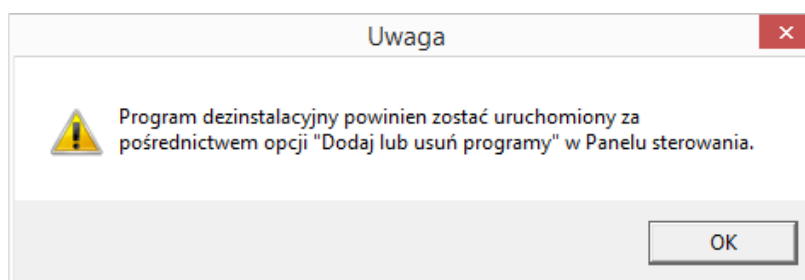 Uwaga
Program dezinstalacyjny powinien zostać uruchomiony za
pośrednictwem opcji "Dodaj lub usuń programy" w Panelu sterowania.
OK